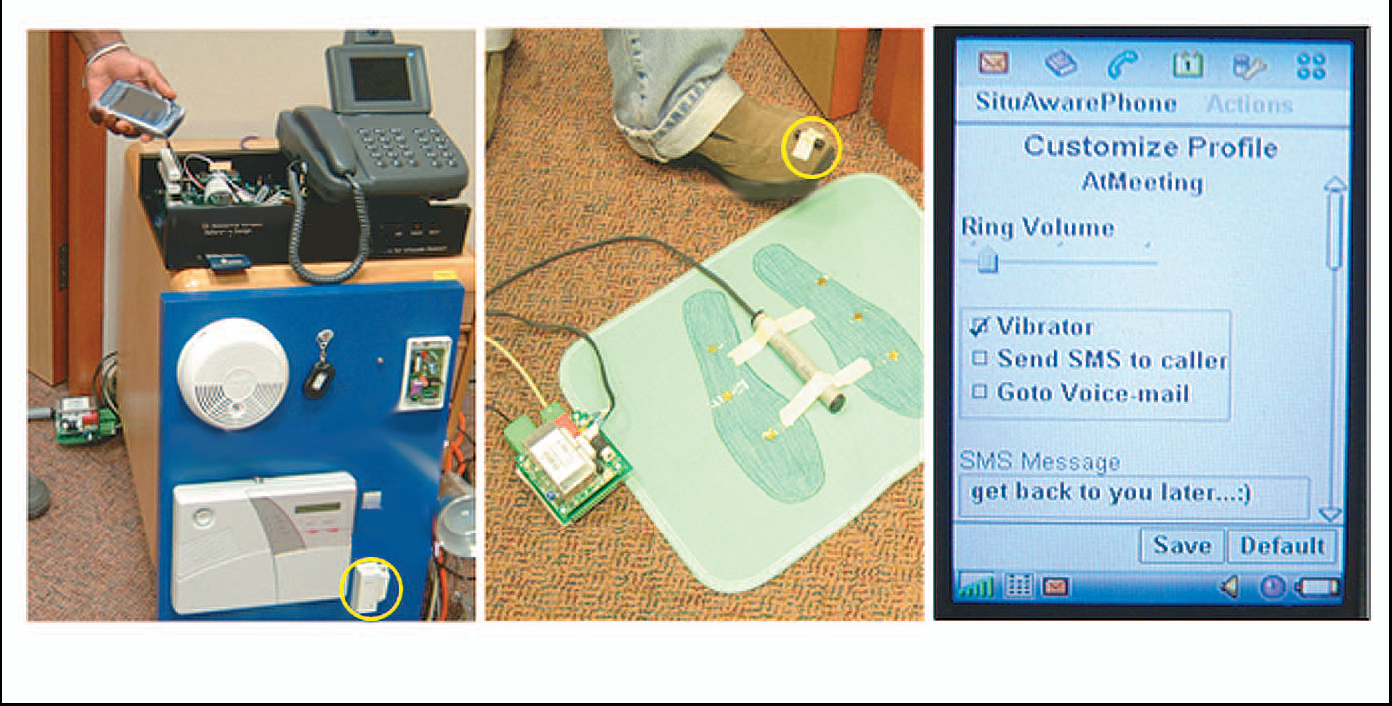 1
SituAwarePhone Actions
Customize Profile
AtMeeting
Ring Volume
Vibrator
Send SMS to caller
Goto Voice-mail
SMS Message
get back to you later...:)
Save Default